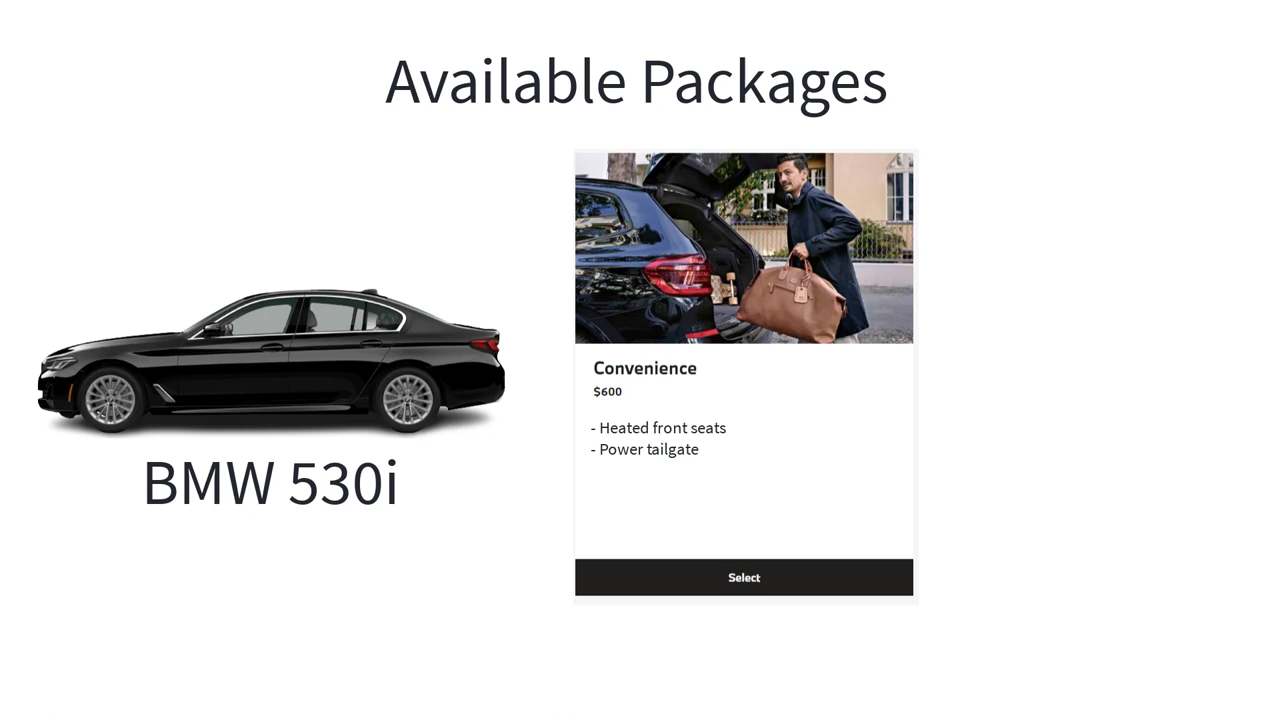 Available Packages
BMW 530i
Convenience
$600
- Heated front seats
- Power tailgate
Select